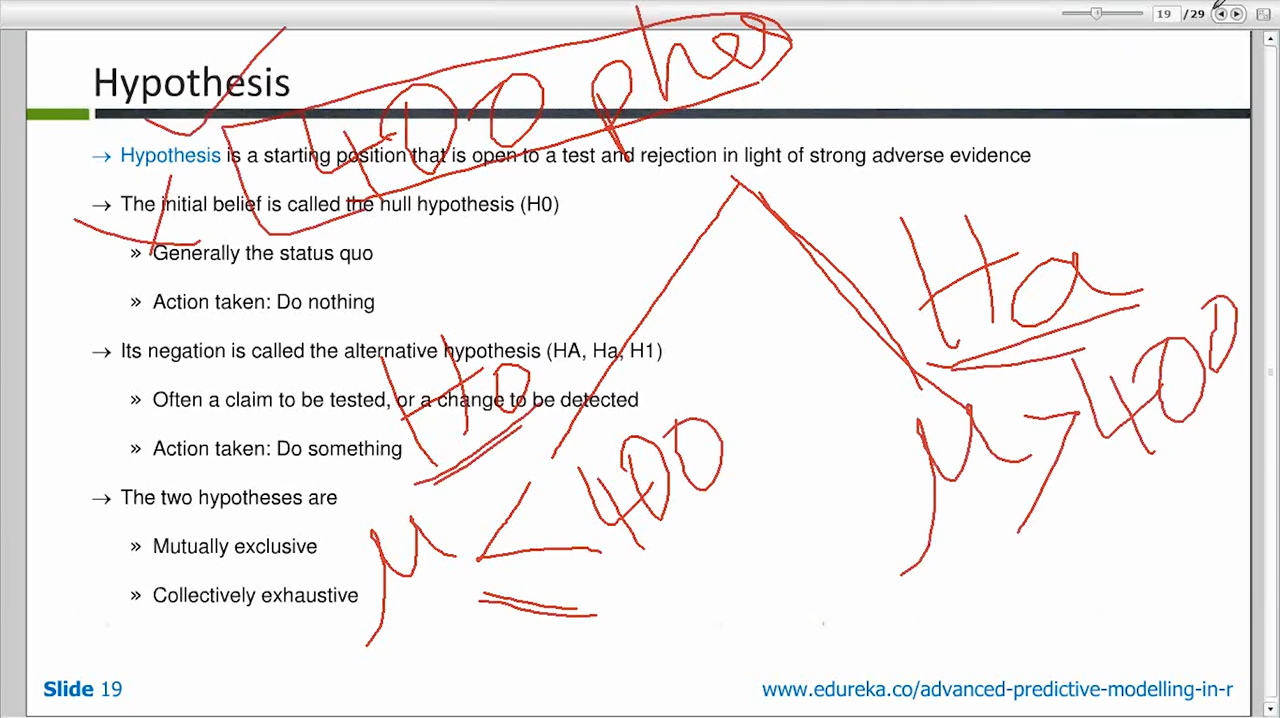 19 / 29
Hypothesis
400 phes
→ Hypothesis is a starting position that is open to a test and rejection in light of strong adverse evidence
→ The initial belief is called the null hypothesis (H0)
» Generally the status quo
» Action taken: Do nothing
→ Its negation is called the alternative hypothesis (HA, Ha, H1)
» Often a claim to be tested, or a change to be detected
» Action taken: Do something
→ The two hypotheses are
» Mutually exclusive
» Collectively exhaustive
Ho
μ ≤ 400
Ha
μ > 400
Slide 19
www.edureka.co/advanced-predictive-modelling-in-r